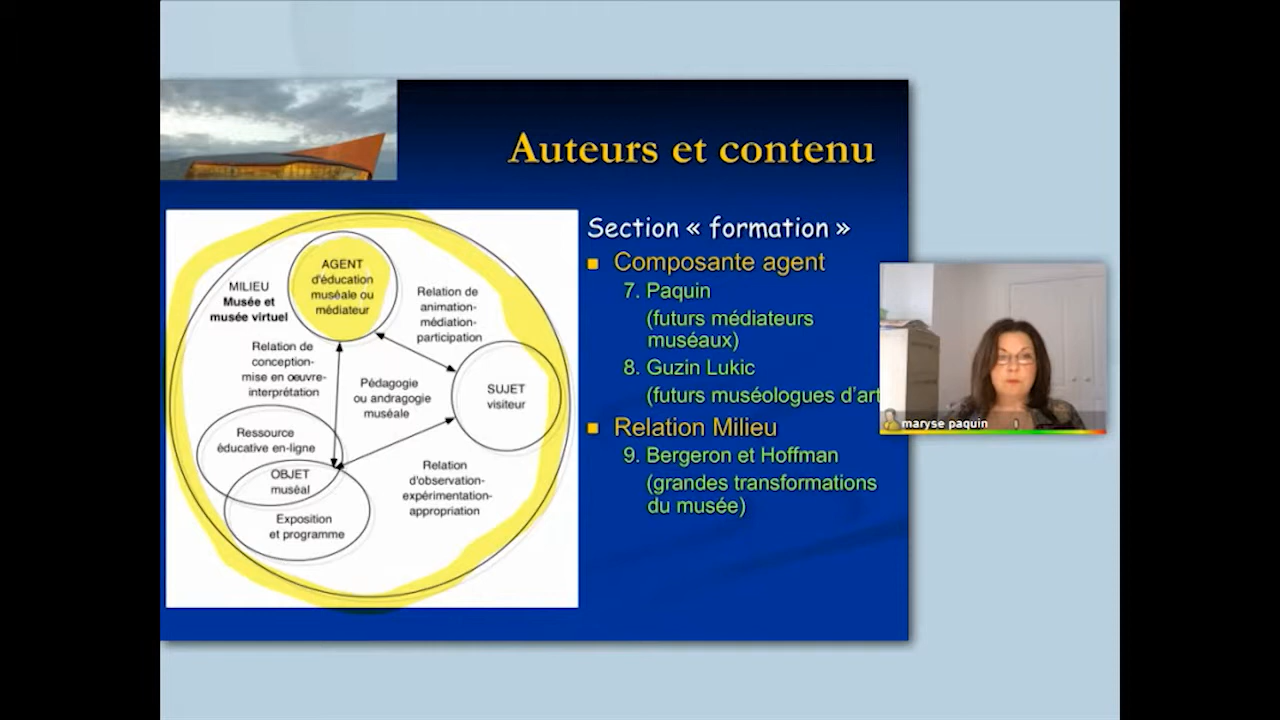 Auteurs et contenu
AGENT
d'éducation
muséale ou
médiateur
MILIEU
Musée et
musée virtuel
Relation de
animation-
médiation-
participation
Relation de
conception-
mise en œuvre-
interprétation
Pédagogie
ou andragogie
muséale
SUJET
visiteur
Ressource
éducative en-ligne
OBJET
muséal
Exposition
et programme
Relation
d'observation-
expérimentation-
appropriation
Section « formation »
Composante agent
7. Paquin
(futurs médiateurs
muséaux)
8. Guzin Lukic
(futurs muséologues d'art
Relation Milieu
9. Bergeron et Hoffman
(grandes transformations
du musée)
maryse paquin